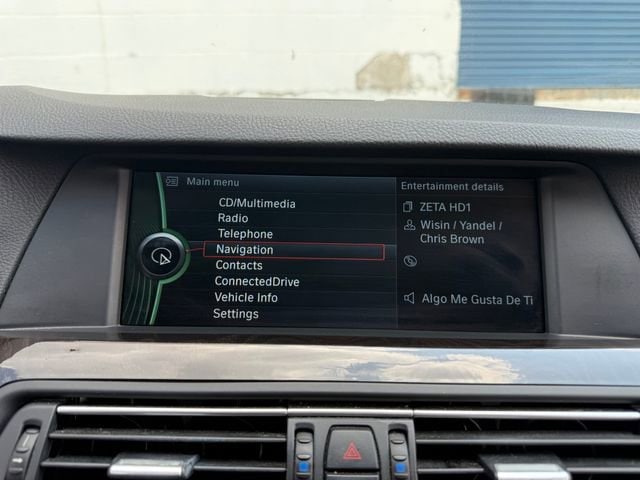 Main menu
CD/Multimedia
Radio
Telephone
Navigation
Contacts
ConnectedDrive
Vehicle Info
Settings
Entertainment details
ZETA HD1
Wisin / Yandel /
Chris Brown
Algo Me Gusta De Ti